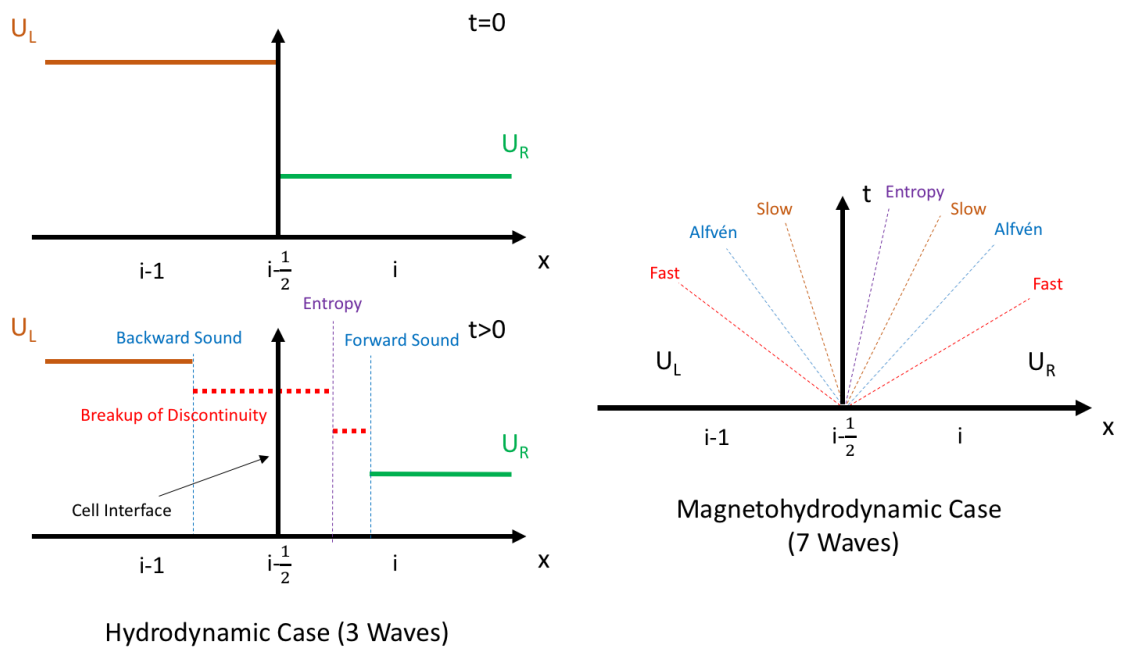 U_L
t=0
U_R
i-1
i-1/2
i
x
Entropy
U_L
t>0
Backward Sound
Forward Sound
Breakup of Discontinuity
U_R
Cell Interface
i-1
i-1/2
i
x
Hydrodynamic Case (3 Waves)
t
Entropy
Slow
Slow
Alfvén
Alfvén
Fast
Fast
U_L
U_R
i-1
i-1/2
i
x
Magnetohydrodynamic Case
(7 Waves)